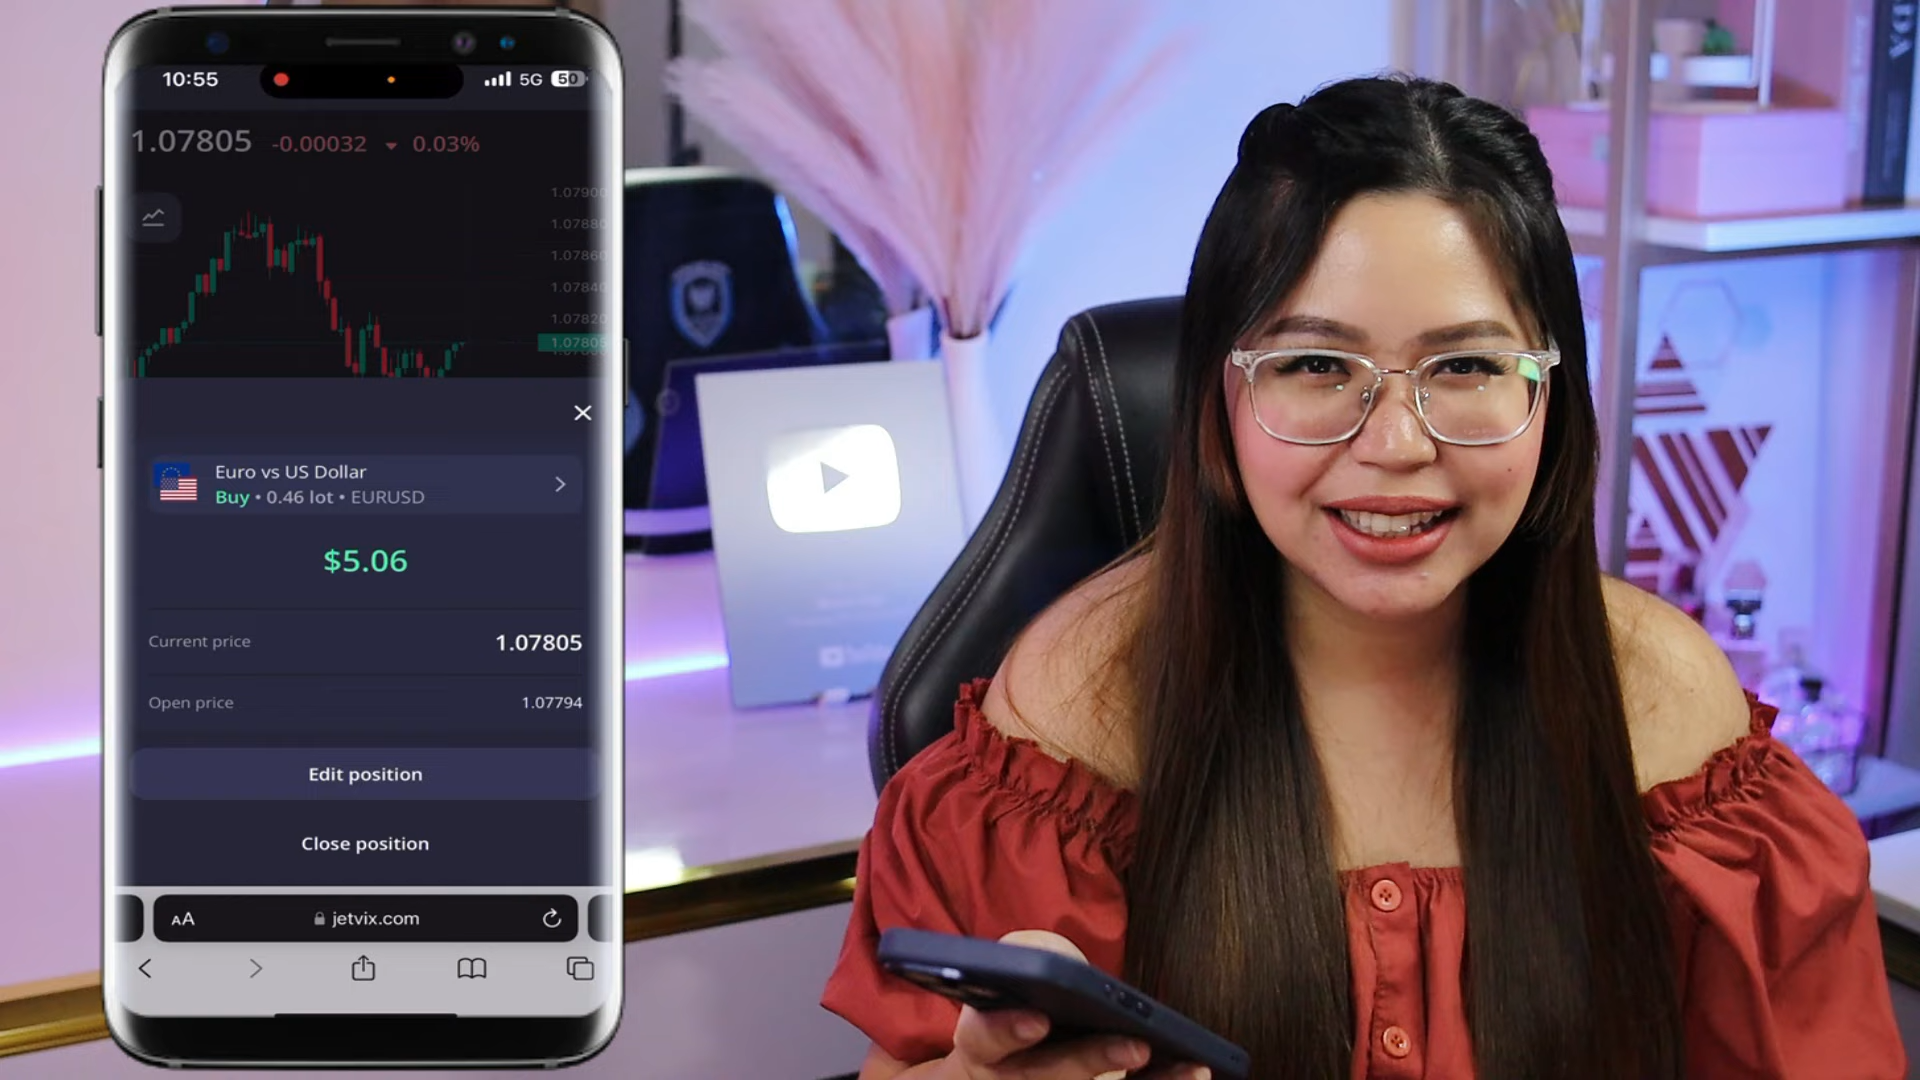 10:55
5G 50
1.07805 -0.00032 0.03%
1.07900
1.07880
1.07860
1.07840
1.07820
1.07805
Euro vs US Dollar
Buy • 0.46 lot • EURUSD
$5.06
Current price 1.07805
Open price 1.07794
Edit position
Close position
AA jetvix.com